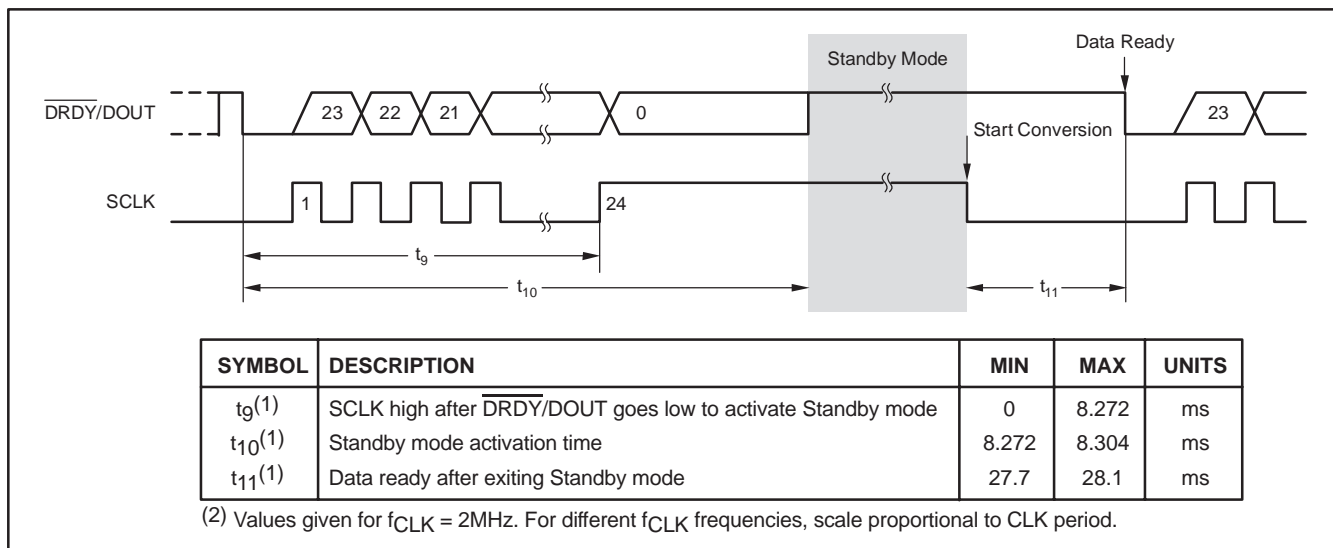 Data Ready
Standby Mode
DRDY/DOUT 23 22 21 0 23
Start Conversion
SCLK 1 24
t9
t10 t11
SYMBOL DESCRIPTION MIN MAX UNITS
t9(1) SCLK high after DRDY/DOUT goes low to activate Standby mode 0 8.272 ms
t10(1) Standby mode activation time 8.272 8.304 ms
t11(1) Data ready after exiting Standby mode 27.7 28.1 ms
(2) Values given for fCLK = 2MHz. For different fCLK frequencies, scale proportional to CLK period.